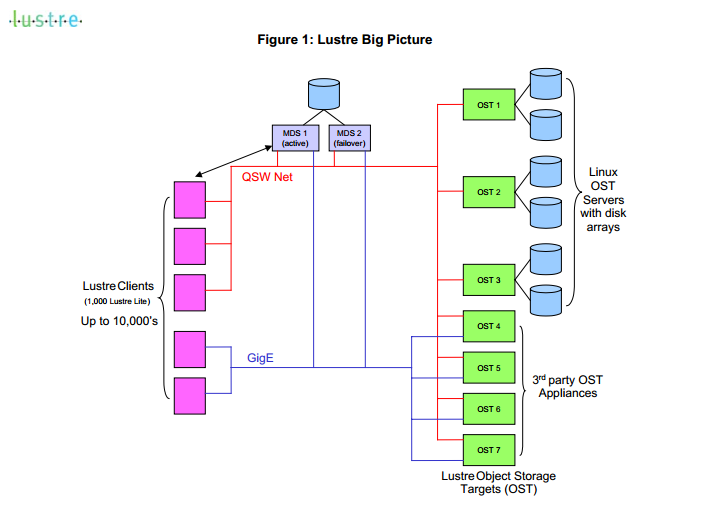 lustre
Figure 1: Lustre Big Picture
MDS 1
(active)
MDS 2
(failover)
QSW Net
OST 1
OST 2
OST 3
OST 4
OST 5
OST 6
OST 7
Linux
OST
Servers
with disk
arrays
Lustre Clients
(1,000 Lustre Lite)
Up to 10,000's
GigE
3rd party OST
Appliances
Lustre Object Storage
Targets (OST)